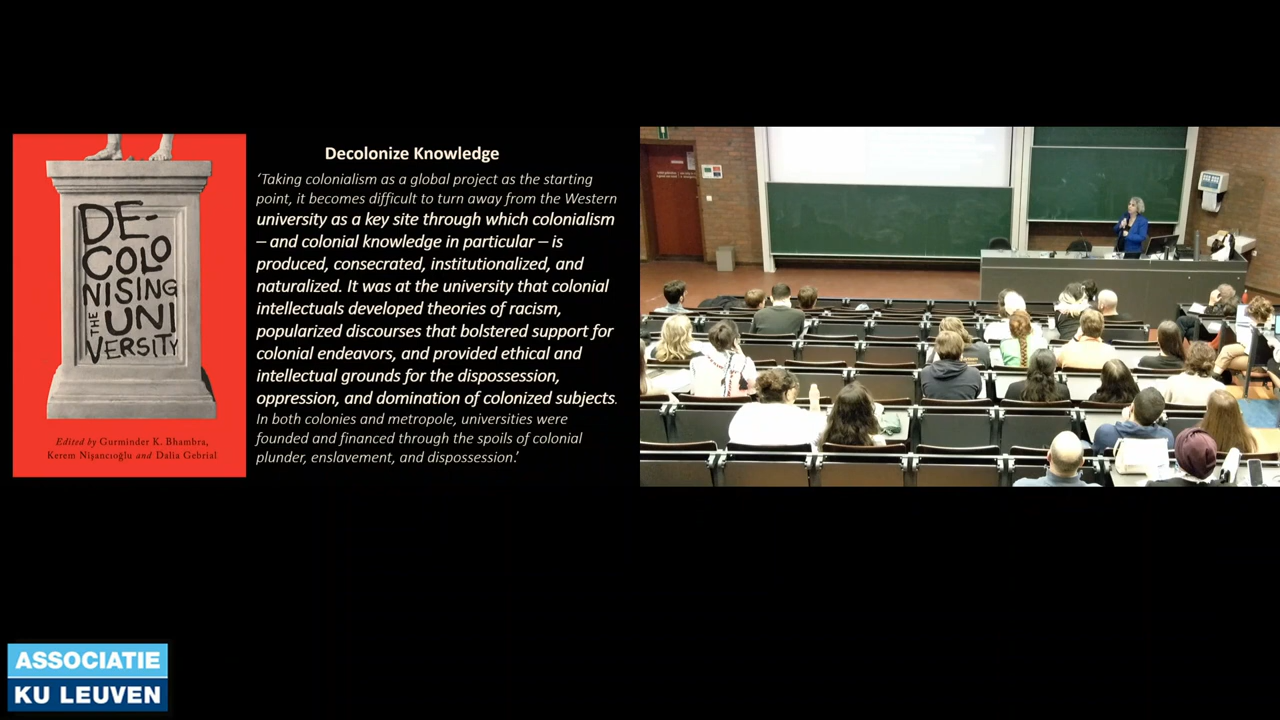 DE-
COLO
NISING
THE UNI
VERSITY
Edited by Gurminder K. Bhambra,
Kerem Nişancıoğlu and Dalia Gebrial
Decolonize Knowledge
‘Taking colonialism as a global project as the starting
point, it becomes difficult to turn away from the Western
university as a key site through which colonialism
– and colonial knowledge in particular – is
produced, consecrated, institutionalized, and
naturalized. It was at the university that colonial
intellectuals developed theories of racism,
popularized discourses that bolstered support for
colonial endeavors, and provided ethical and
intellectual grounds for the dispossession,
oppression, and domination of colonized subjects.
In both colonies and metropole, universities were
founded and financed through the spoils of colonial
plunder, enslavement, and dispossession.’
ASSOCIATIE
KU LEUVEN